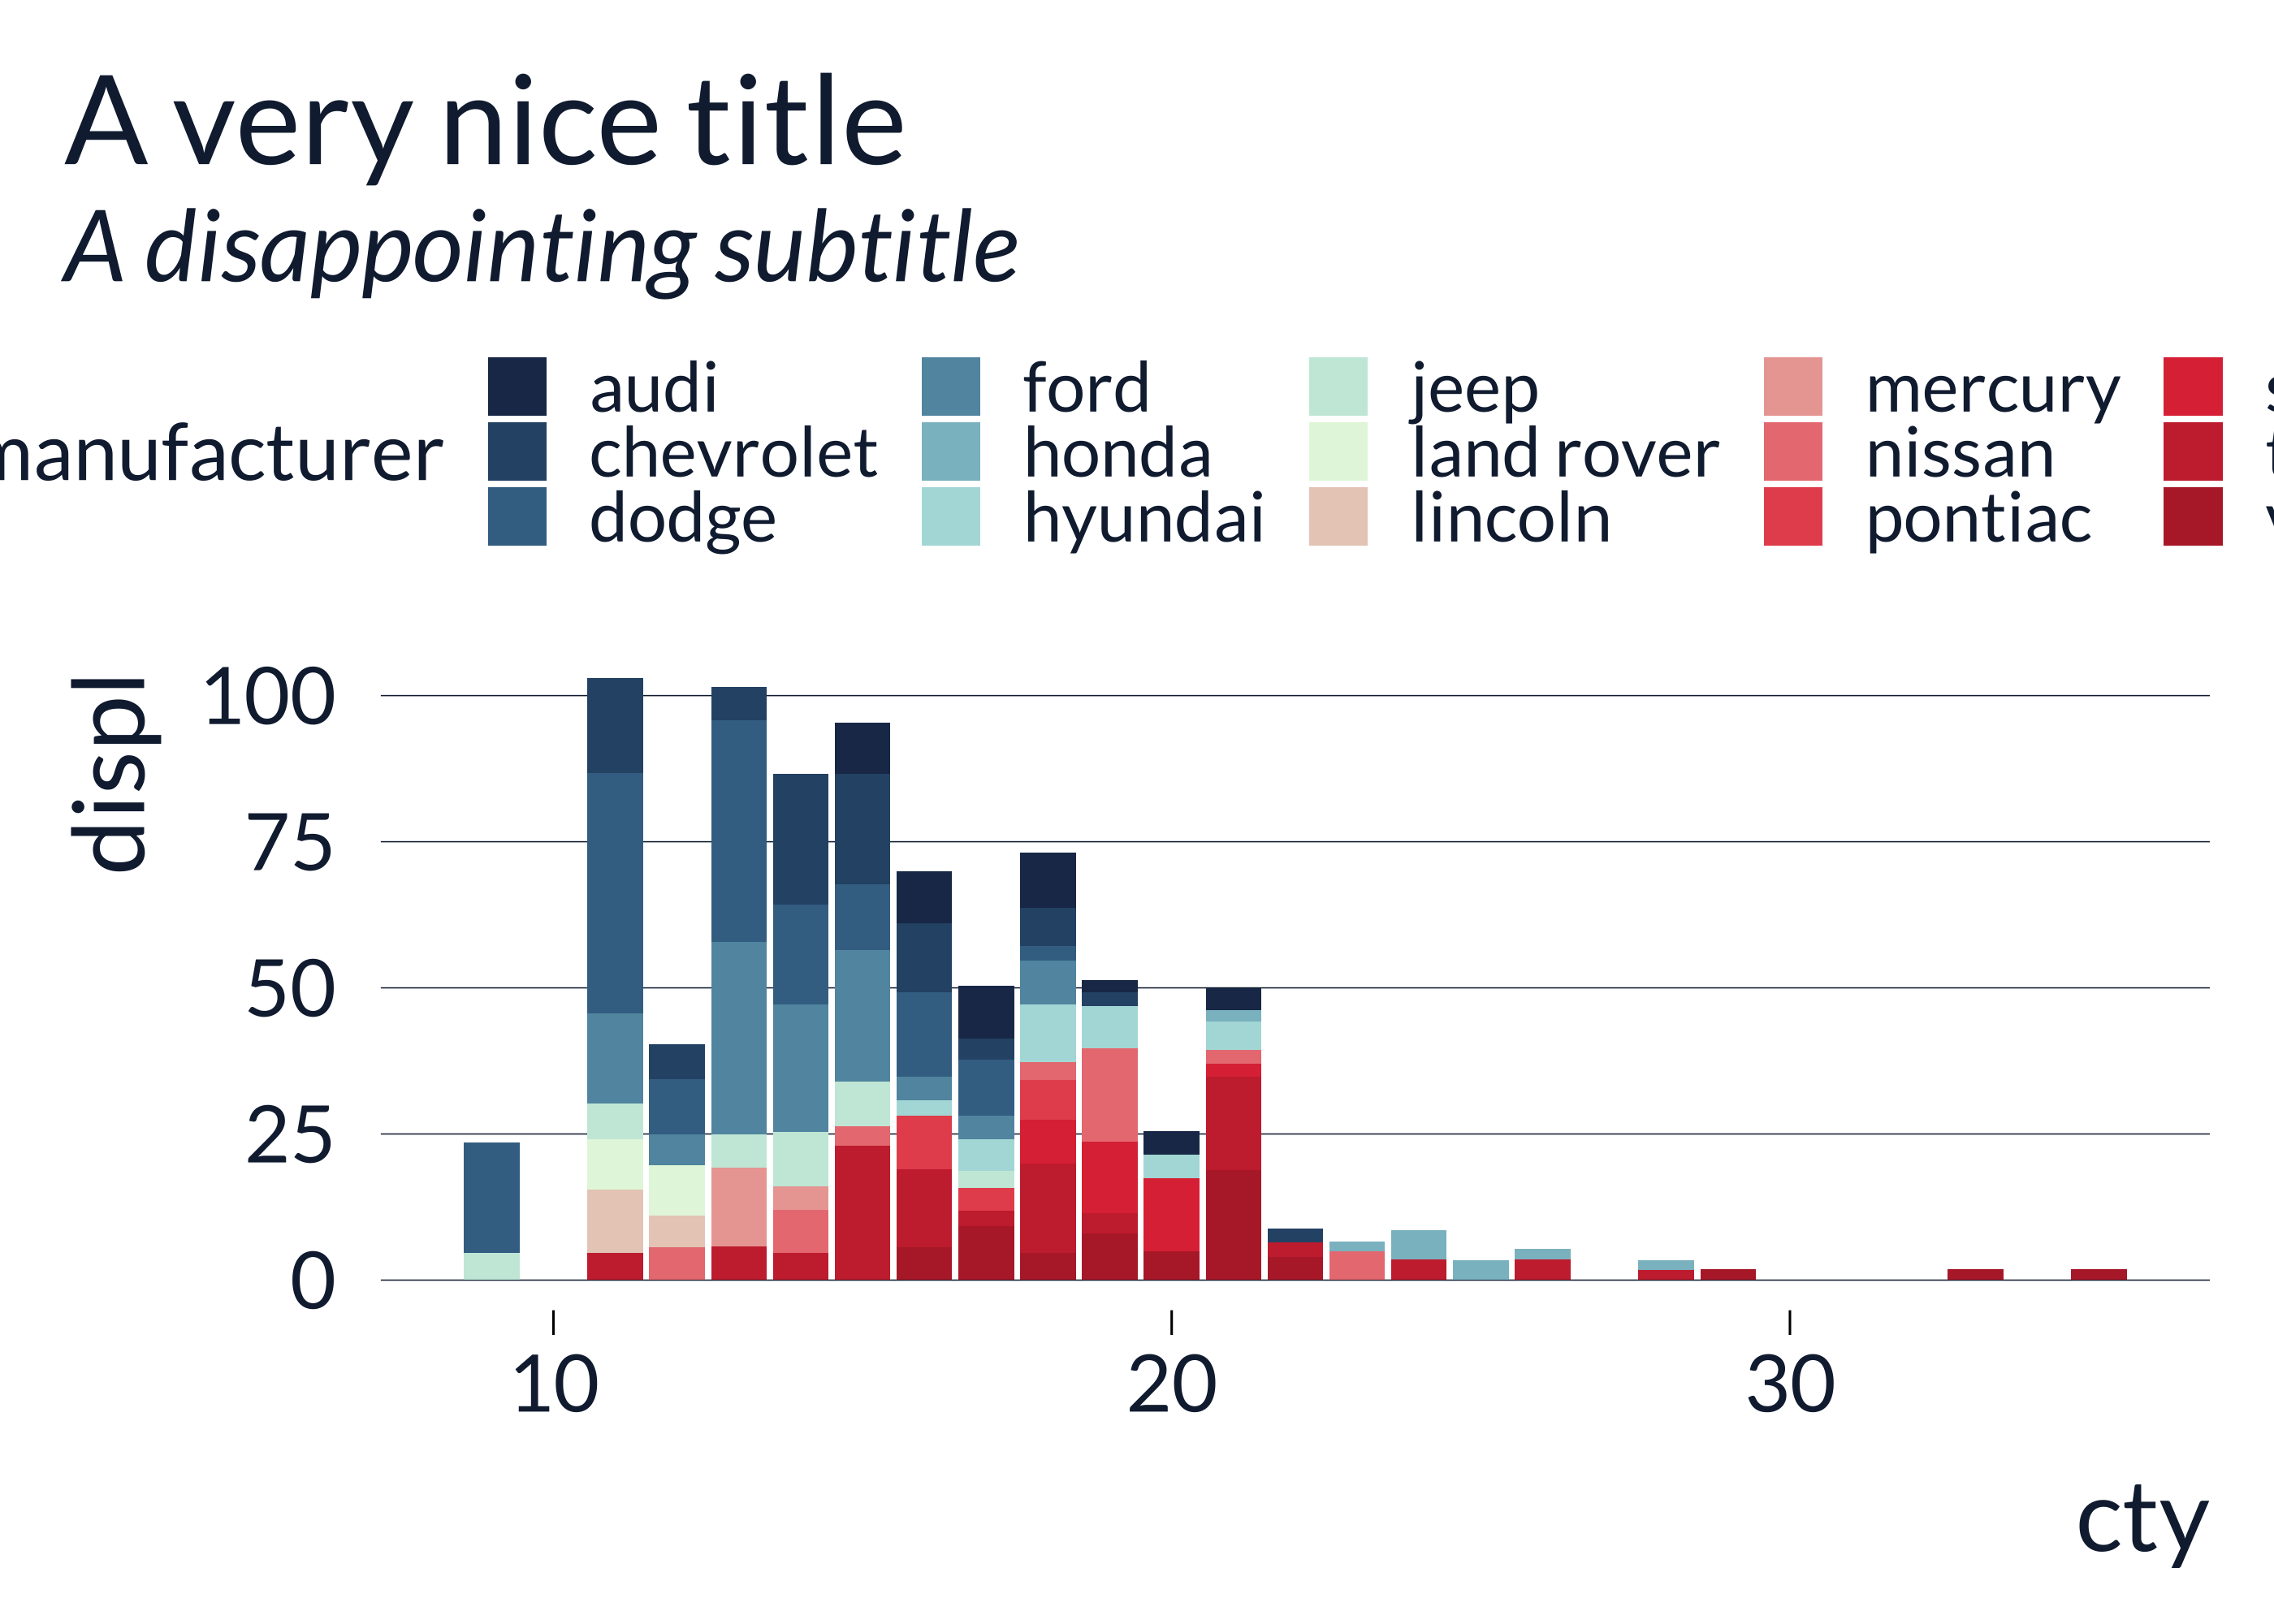 A very nice title
A disappointing subtitle
audi ford jeep mercury
manufacturer chevrolet honda land rover nissan
dodge hyundai lincoln pontiac
displ
100
75
50
25
0
10 20 30
cty